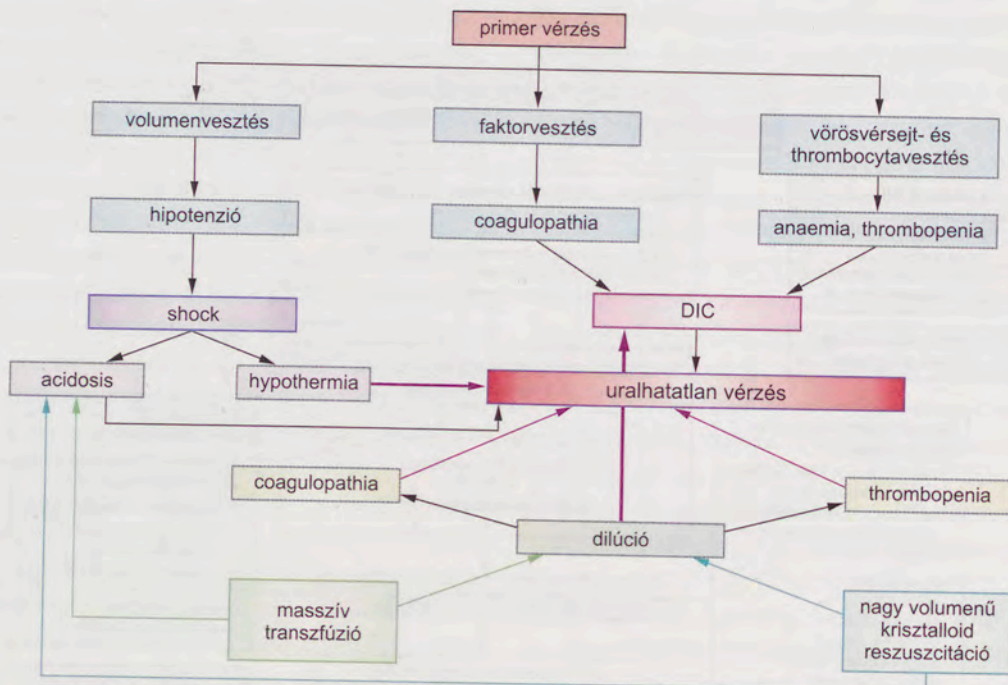 primer vérzés
volumenvesztés
faktorvesztés
vörösvérsejt- és
thrombocytavesztés
hipotenzió
coagulopathia
anaemia, thrombopenia
shock
DIC
acidosis
hypothermia
uralhatatlan vérzés
coagulopathia
thrombopenia
dilúció
masszív
transzfúzió
nagy volumenű
krisztalloid
reszuszcitáció